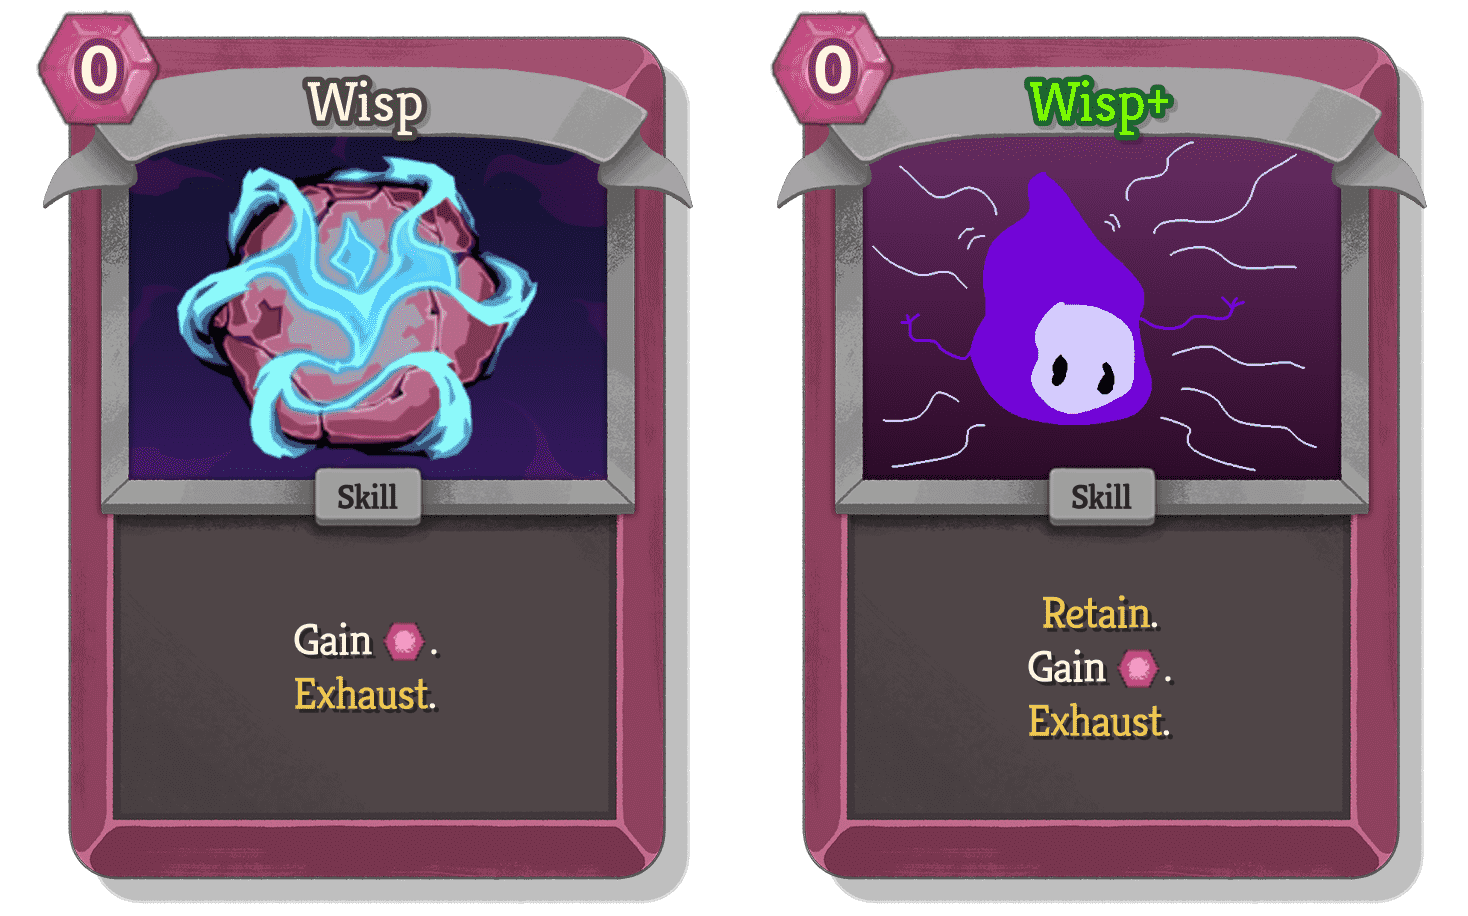 0
Wisp
Skill
Gain .
Exhaust.
0
Wisp+
Skill
Retain.
Gain .
Exhaust.